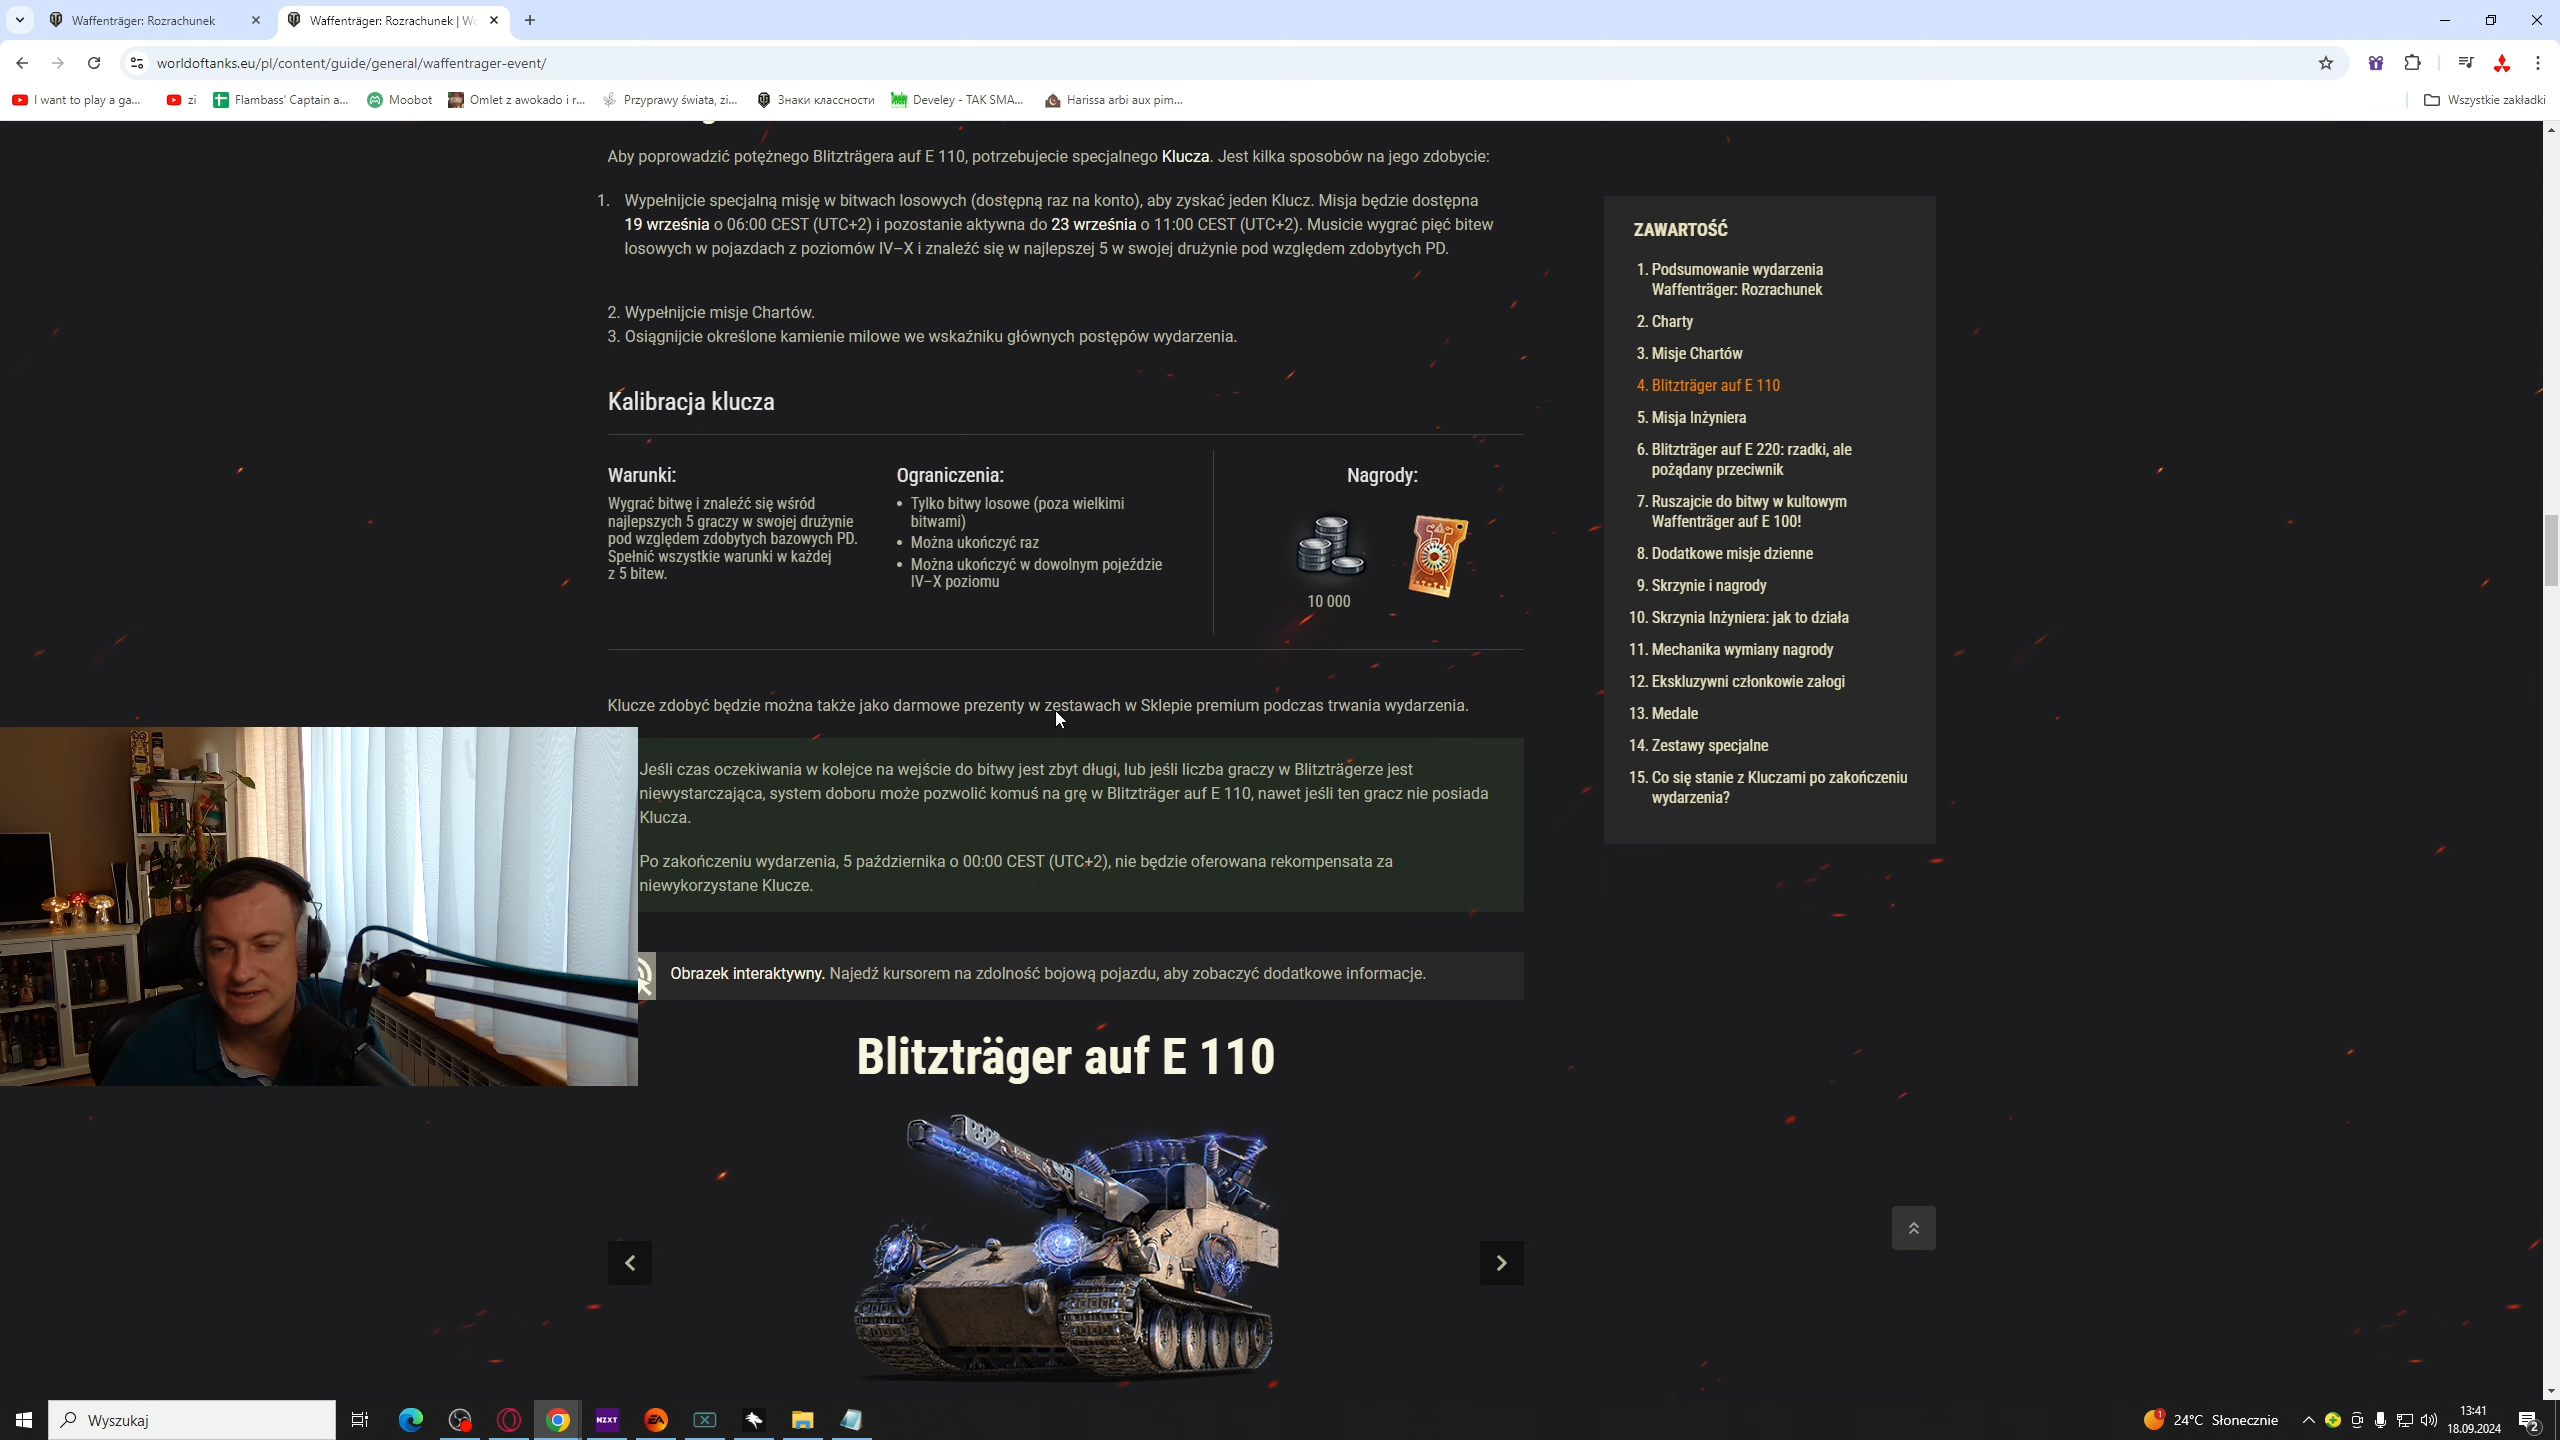 Waffenträger: Rozrachunek
Waffenträger: Rozrachunek | Wo
worldoftanks.eu/pl/content/guide/general/waffentrager-event/
I want to play a ga...
zi
Flambass' Captain a...
Moobot
Omlet z awokado i r...
Przyprawy świata, zi...
Знаки классности
Develey - TAK SMA...
Harissa arbi aux pim...
Wszystkie zakładki
Aby poprowadzić potężnego Blitzträgera auf E 110, potrzebujecie specjalnego Klucza. Jest kilka sposobów na jego zdobycie:
1. Wypełnijcie specjalną misję w bitwach losowych (dostępną raz na konto), aby zyskać jeden Klucz. Misja będzie dostępna
19 września o 06:00 CEST (UTC+2) i pozostanie aktywna do 23 września o 11:00 CEST (UTC+2). Musicie wygrać pięć bitew
losowych w pojazdach z poziomów IV–X i znaleźć się w najlepszej 5 w swojej drużynie pod względem zdobytych PD.
2. Wypełnijcie misje Chartów.
3. Osiągnijcie określone kamienie milowe we wskaźniku głównych postępów wydarzenia.
Kalibracja klucza
Warunki:
Wygrać bitwę i znaleźć się wśród
najlepszych 5 graczy w swojej drużynie
pod względem zdobytych bazowych PD.
Spełnić wszystkie warunki w każdej
z 5 bitew.
Ograniczenia:
• Tylko bitwy losowe (poza wielkimi
bitwami)
• Można ukończyć raz
• Można ukończyć w dowolnym pojeździe
IV–X poziomu
Nagrody:
10 000
Klucze zdobyć będzie można także jako darmowe prezenty w zestawach w Sklepie premium podczas trwania wydarzenia.
Jeśli czas oczekiwania w kolejce na wejście do bitwy jest zbyt długi, lub jeśli liczba graczy w Blitzträgerze jest
niewystarczająca, system doboru może pozwolić komuś na grę w Blitzträger auf E 110, nawet jeśli ten gracz nie posiada
Klucza.
Po zakończeniu wydarzenia, 5 października o 00:00 CEST (UTC+2), nie będzie oferowana rekompensata za
niewykorzystane Klucze.
Obrazek interaktywny. Najedź kursorem na zdolność bojową pojazdu, aby zobaczyć dodatkowe informacje.
Blitzträger auf E 110
ZAWARTOŚĆ
1. Podsumowanie wydarzenia
Waffenträger: Rozrachunek
2. Charty
3. Misje Chartów
4. Blitzträger auf E 110
5. Misja Inżyniera
6. Blitzträger auf E 220: rzadki, ale
pożądany przeciwnik
7. Ruszajcie do bitwy w kultowym
Waffenträger auf E 100!
8. Dodatkowe misje dzienne
9. Skrzynie i nagrody
10. Skrzynia Inżyniera: jak to działa
11. Mechanika wymiany nagrody
12. Ekskluzywni członkowie załogi
13. Medale
14. Zestawy specjalne
15. Co się stanie z Kluczami po zakończeniu
wydarzenia?
Wyszukaj
NZXT
EA
1
24°C Słonecznie
13:41
18.09.2024
2